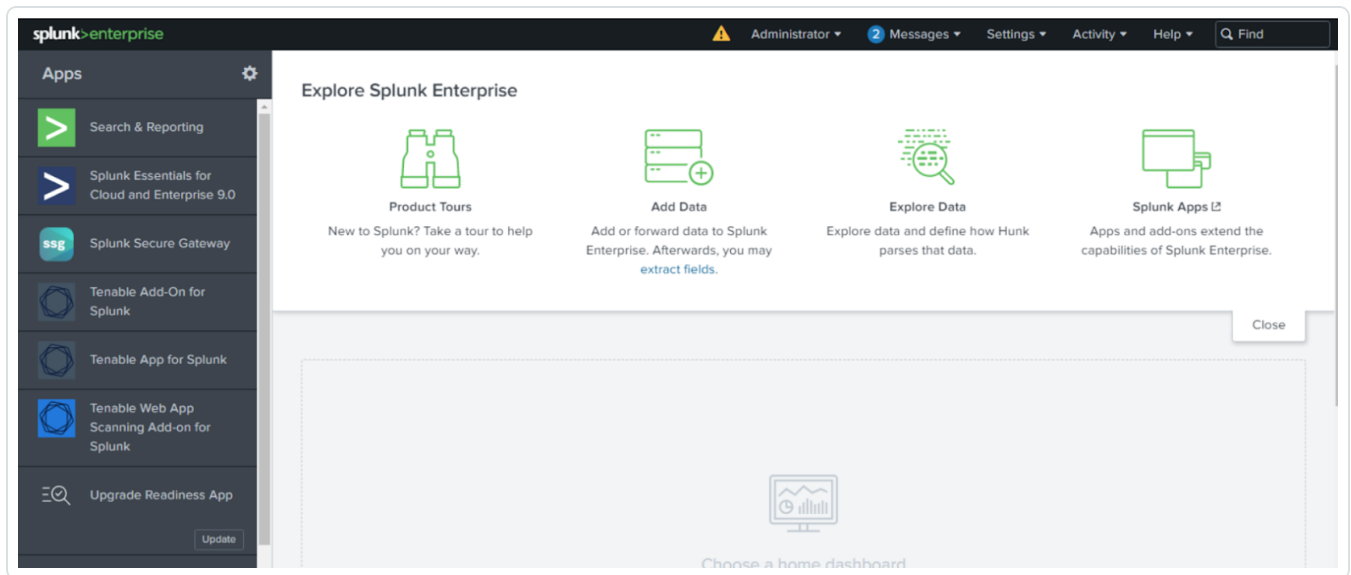 splunk>enterprise
Administrator
2 Messages
Settings
Activity
Help
Find
Apps
Search & Reporting
Splunk Essentials for
Cloud and Enterprise 9.0
ssg
Splunk Secure Gateway
Tenable Add-On for
Splunk
Tenable App for Splunk
Tenable Web App
Scanning Add-on for
Splunk
Upgrade Readiness App
Update
Explore Splunk Enterprise
Product Tours
New to Splunk? Take a tour to help
you on your way.
Add Data
Add or forward data to Splunk
Enterprise. Afterwards, you may
extract fields.
Explore Data
Explore data and define how Hunk
parses that data.
Splunk Apps
Apps and add-ons extend the
capabilities of Splunk Enterprise.
Close
Choose a home dashboard